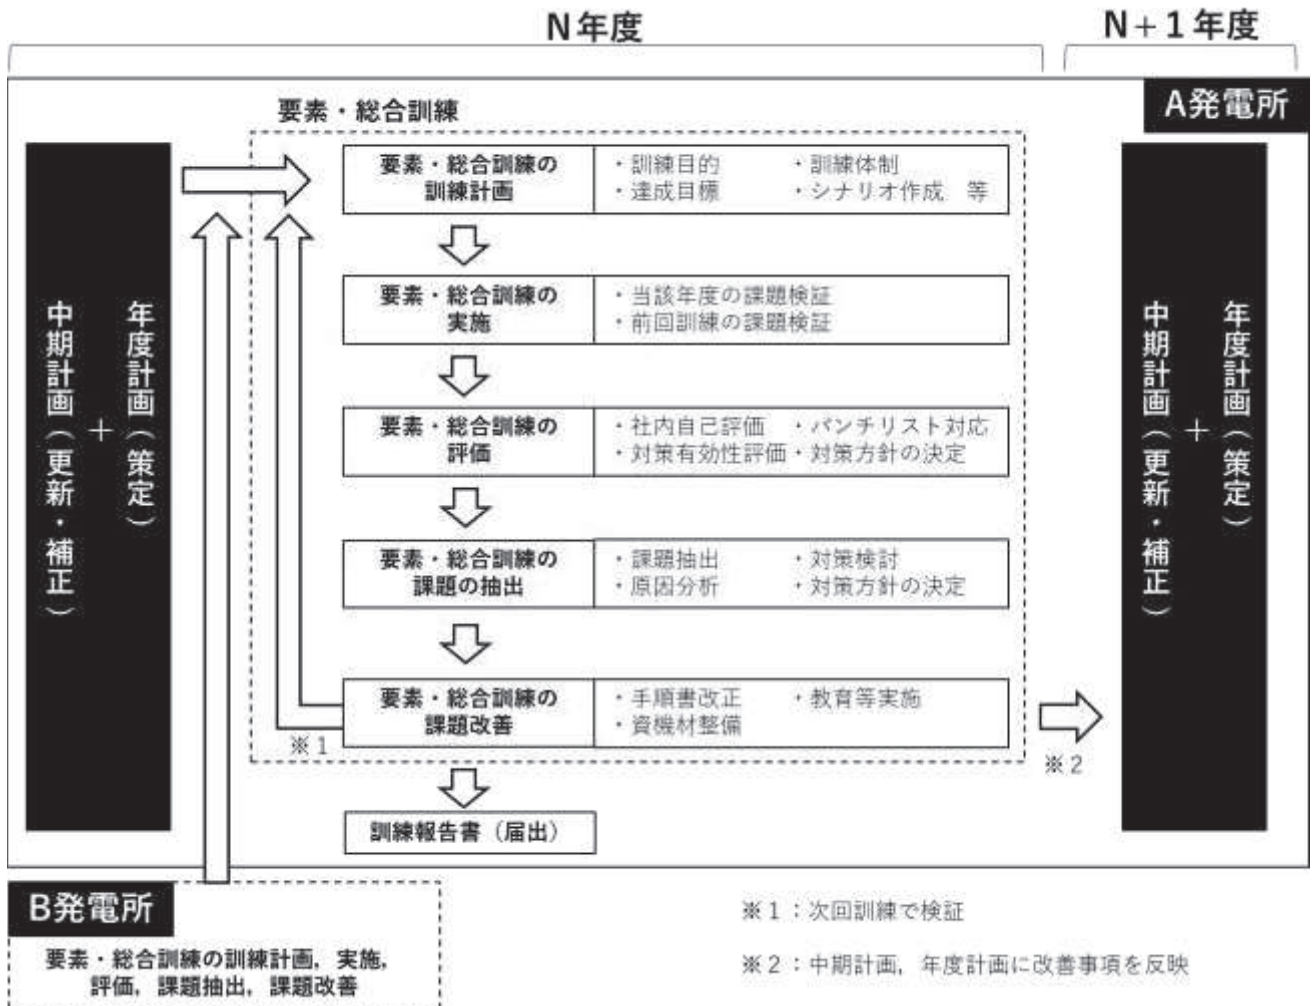 N年度
N+1年度
A発電所
年度計画（策定）
＋
中期計画（更新・補正）
要素・総合訓練
要素・総合訓練の
訓練計画
・訓練目的 ・訓練体制
・達成目標 ・シナリオ作成 等
要素・総合訓練の
実施
・当該年度の課題検証
・前回訓練の課題検証
要素・総合訓練の
評価
・社内自己評価 ・パンチリスト対応
・対策有効性評価 ・対策方針の決定
要素・総合訓練の
課題の抽出
・課題抽出 ・対策検討
・原因分析 ・対策方針の決定
要素・総合訓練の
課題改善
・手順書改正 ・教育等実施
・資機材整備
※1
※2
訓練報告書（届出）
年度計画（策定）
＋
中期計画（更新・補正）
B発電所
要素・総合訓練の訓練計画，実施，
評価，課題抽出，課題改善
※1：次回訓練で検証
※2：中期計画，年度計画に改善事項を反映